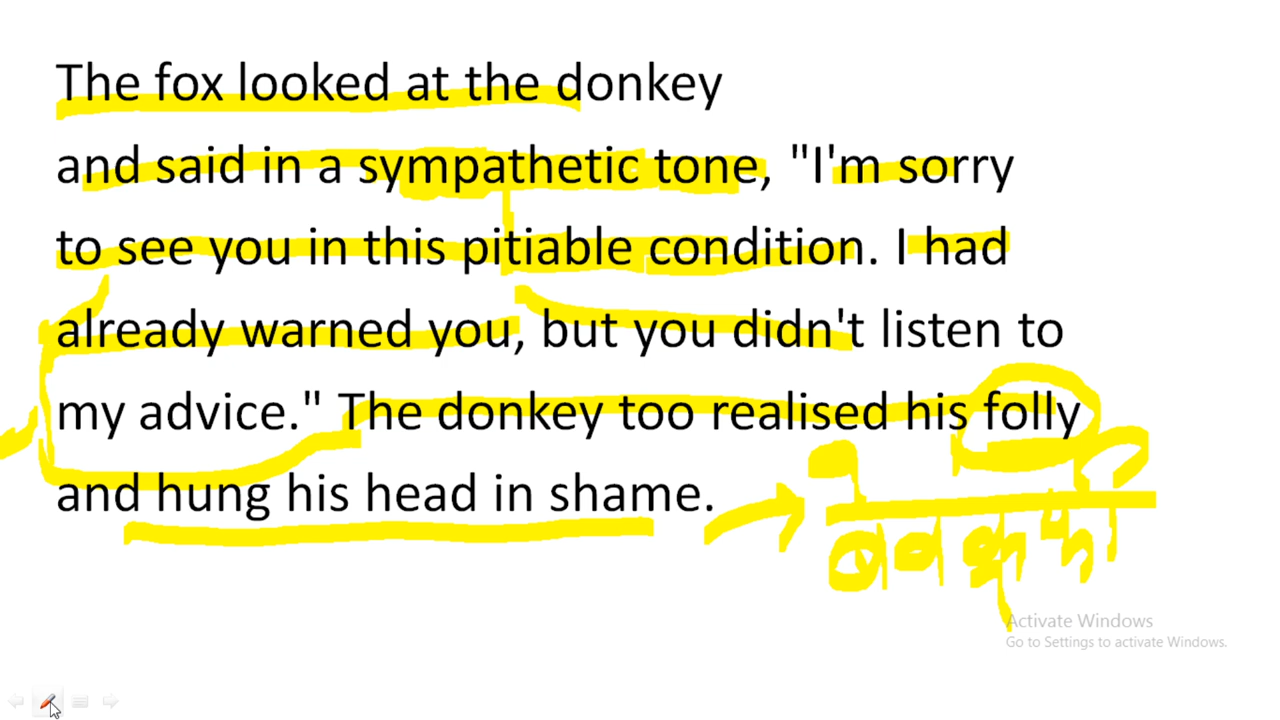 The fox looked at the donkey
and said in a sympathetic tone, "I'm sorry
to see you in this pitiable condition. I had
already warned you, but you didn't listen to
my advice." The donkey too realised his folly
and hung his head in shame.
बेवकूफी
Activate Windows
Go to Settings to activate Windows.